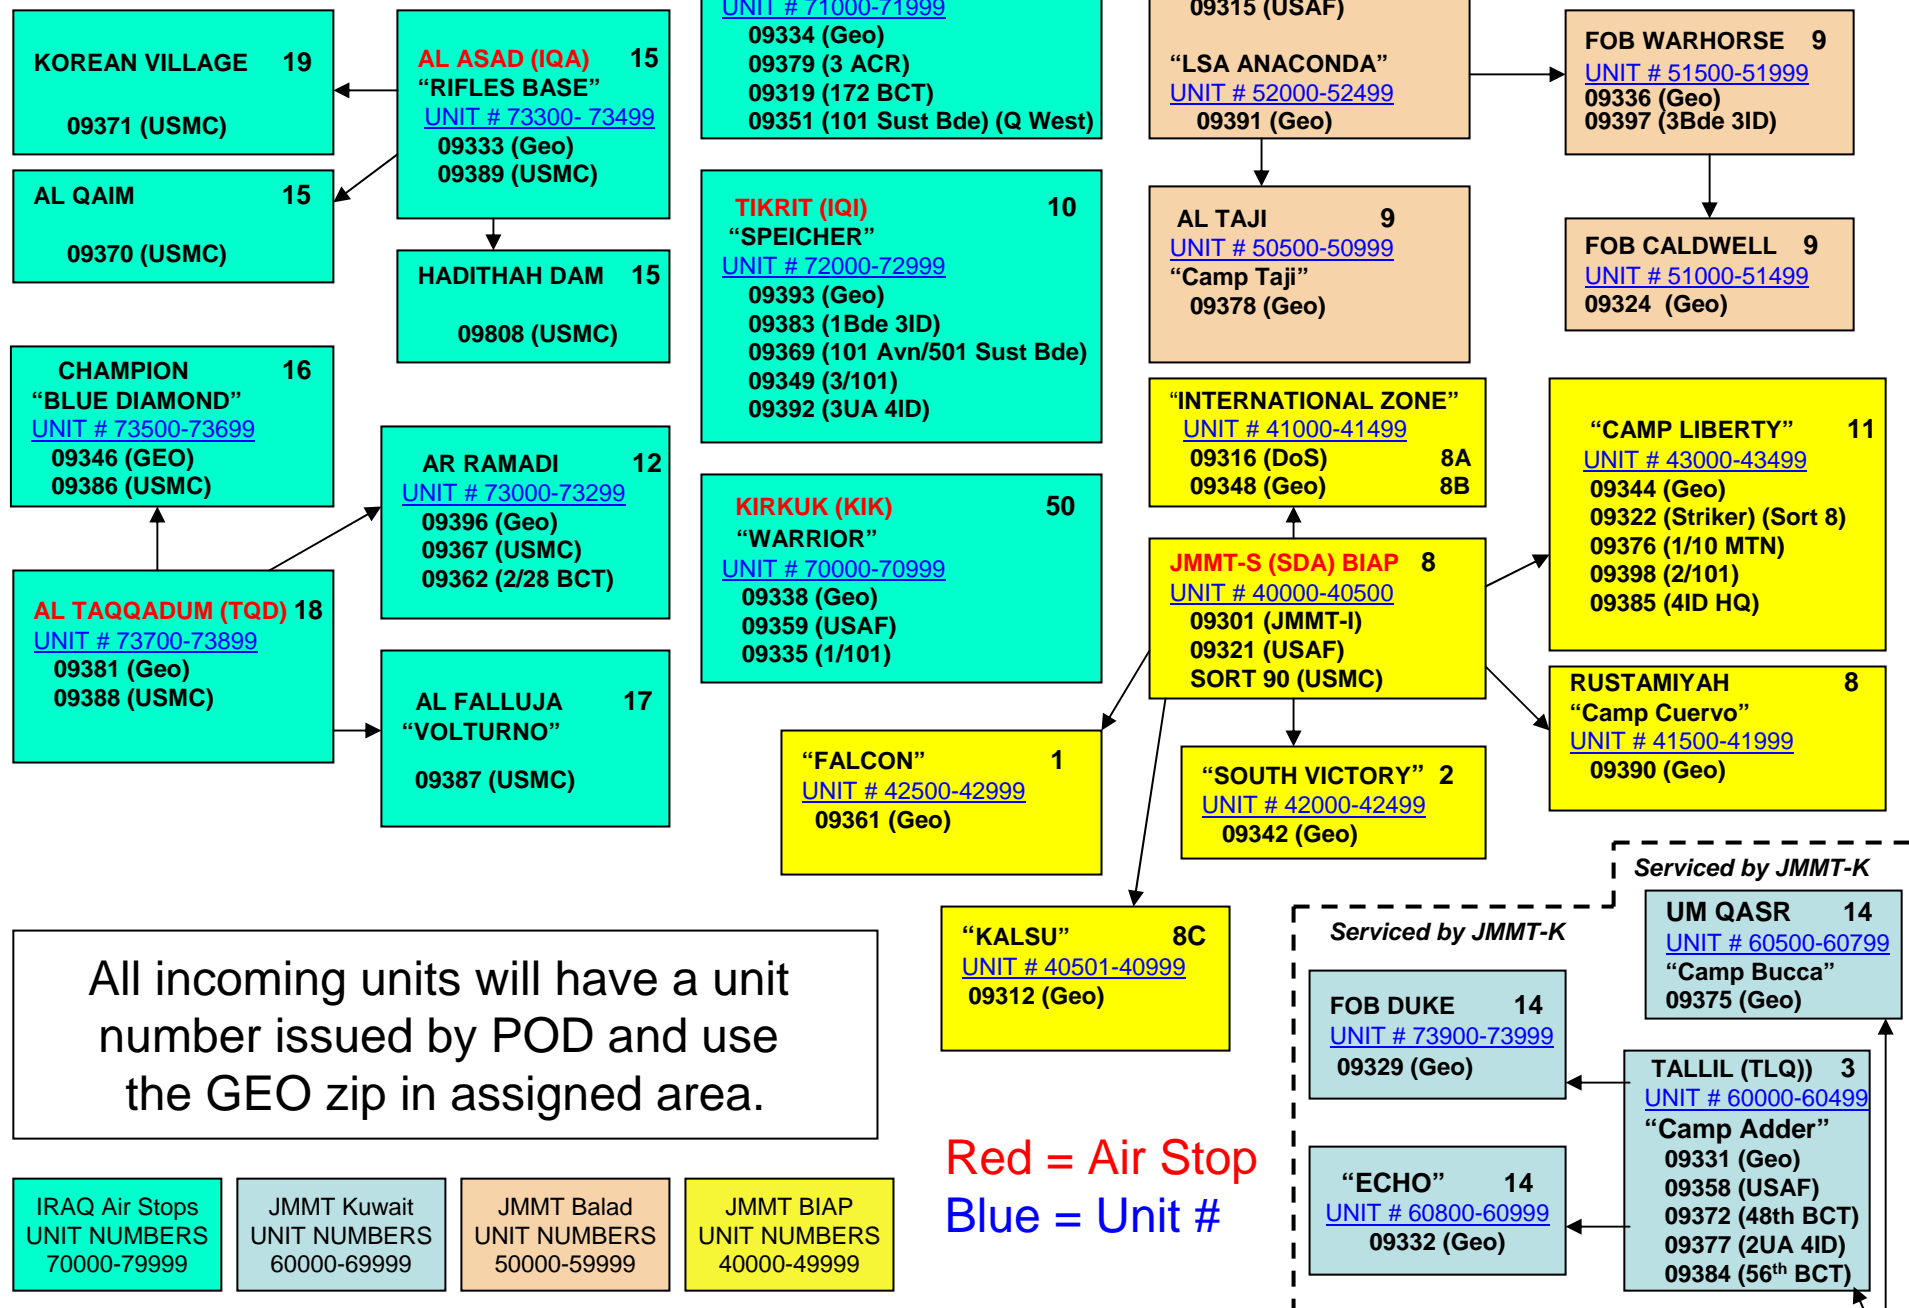 KOREAN VILLAGE 19
09371 (USMC)
AL QAIM 15
09370 (USMC)
AL ASAD (IQA) 15
“RIFLES BASE”
UNIT # 73300- 73499
09333 (Geo)
09389 (USMC)
HADITHAH DAM 15
09808 (USMC)
UNIT # 71000-71999
09334 (Geo)
09379 (3 ACR)
09319 (172 BCT)
09351 (101 Sust Bde) (Q West)
09315 (USAF)
“LSA ANACONDA”
UNIT # 52000-52499
09391 (Geo)
FOB WARHORSE 9
UNIT # 51500-51999
09336 (Geo)
09397 (3Bde 3ID)
TIKRIT (IQI) 10
“SPEICHER”
UNIT # 72000-72999
09393 (Geo)
09383 (1Bde 3ID)
09369 (101 Avn/501 Sust Bde)
09349 (3/101)
09392 (3UA 4ID)
AL TAJI 9
UNIT # 50500-50999
“Camp Taji”
09378 (Geo)
FOB CALDWELL 9
UNIT # 51000-51499
09324 (Geo)
CHAMPION 16
“BLUE DIAMOND”
UNIT # 73500-73699
09346 (GEO)
09386 (USMC)
AR RAMADI 12
UNIT # 73000-73299
09396 (Geo)
09367 (USMC)
09362 (2/28 BCT)
KIRKUK (KIK) 50
“WARRIOR”
UNIT # 70000-70999
09338 (Geo)
09359 (USAF)
09335 (1/101)
“INTERNATIONAL ZONE”
UNIT # 41000-41499
09316 (DoS) 8A
09348 (Geo) 8B
“CAMP LIBERTY” 11
UNIT # 43000-43499
09344 (Geo)
09322 (Striker) (Sort 8)
09376 (1/10 MTN)
09398 (2/101)
09385 (4ID HQ)
AL TAQQADUM (TQD) 18
UNIT # 73700-73899
09381 (Geo)
09388 (USMC)
AL FALLUJA 17
“VOLTURNO”
09387 (USMC)
JMMT-S (SDA) BIAP 8
UNIT # 40000-40500
09301 (JMMT-I)
09321 (USAF)
SORT 90 (USMC)
RUSTAMIYAH 8
“Camp Cuervo”
UNIT # 41500-41999
09390 (Geo)
“FALCON” 1
UNIT # 42500-42999
09361 (Geo)
“SOUTH VICTORY” 2
UNIT # 42000-42499
09342 (Geo)
“KALSU” 8C
UNIT # 40501-40999
09312 (Geo)
Serviced by JMMT-K
UM QASR 14
UNIT # 60500-60799
“Camp Bucca”
09375 (Geo)
Serviced by JMMT-K
FOB DUKE 14
UNIT # 73900-73999
09329 (Geo)
TALLIL (TLQ)) 3
UNIT # 60000-60499
“Camp Adder”
09331 (Geo)
09358 (USAF)
09372 (48th BCT)
09377 (2UA 4ID)
09384 (56th BCT)
“ECHO” 14
UNIT # 60800-60999
09332 (Geo)
All incoming units will have a unit
number issued by POD and use
the GEO zip in assigned area.
Red = Air Stop
Blue = Unit #
IRAQ Air Stops
UNIT NUMBERS
70000-79999
JMMT Kuwait
UNIT NUMBERS
60000-69999
JMMT Balad
UNIT NUMBERS
50000-59999
JMMT BIAP
UNIT NUMBERS
40000-49999